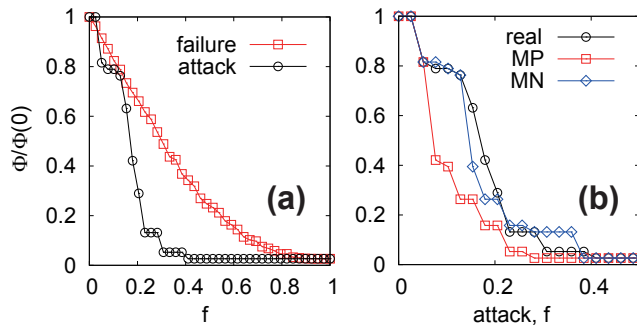 failure
attack
Φ/Φ(0)
1
0.8
0.6
0.4
0.2
0
(a)
0 0.2 0.4 0.6 0.8 1
f
real
MP
MN
1
0.8
0.6
0.4
0.2
0
(b)
0 0.2 0.4
attack, f